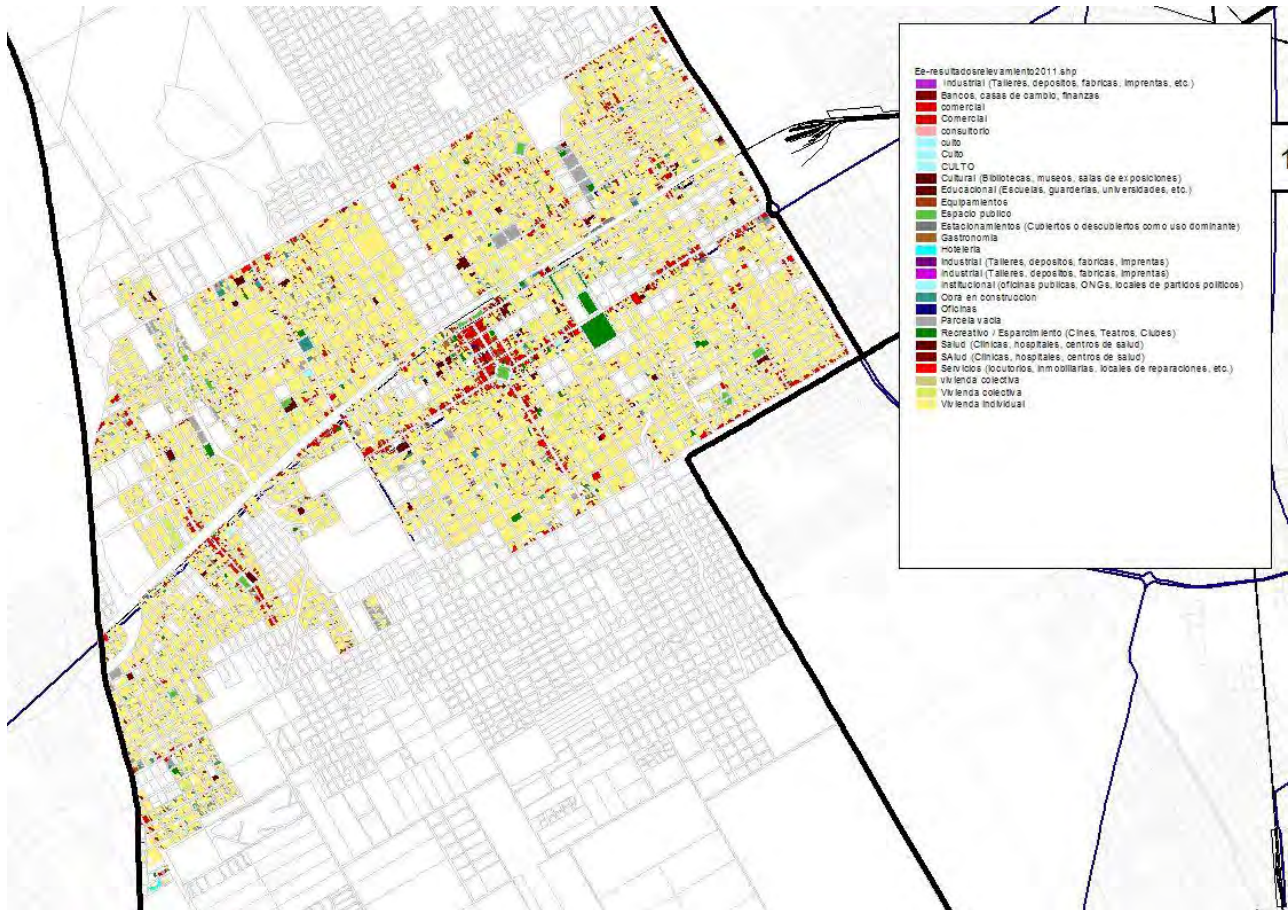 Ee-resultadosrelevamiento2011.shp
Industrial (Talleres, depositos, fabricas, imprentas, etc.)
Bancos, casas de cambio, finanzas
comercial
Comercial
consultorio
culto
Culto
CULTO
Cultural (Bibliotecas, museos, salas de exposiciones)
Educacional (Escuelas, guarderias, universidades, etc.)
Equipamientos
Espacio publico
Estacionamientos (Cubiertos o descubiertos como uso dominante)
Gastronomia
Hoteleria
Industrial (Talleres, depositos, fabricas, imprentas)
Industrial (Talleres, depositos, fabricas, imprentas)
Institucional (oficinas publicas, ONGs, locales de partidos politicos)
Obra en construccion
Oficinas
Parcela vacia
Recreativo / Esparcimiento (Cines, Teatros, Clubes)
Salud (Clinicas, hospitales, centros de salud)
SAlud (Clinicas, hospitales, centros de salud)
Servicios (locutorios, inmobiliarias, locales de reparaciones, etc.)
vivienda colectiva
Vivienda colectiva
Vivienda individual